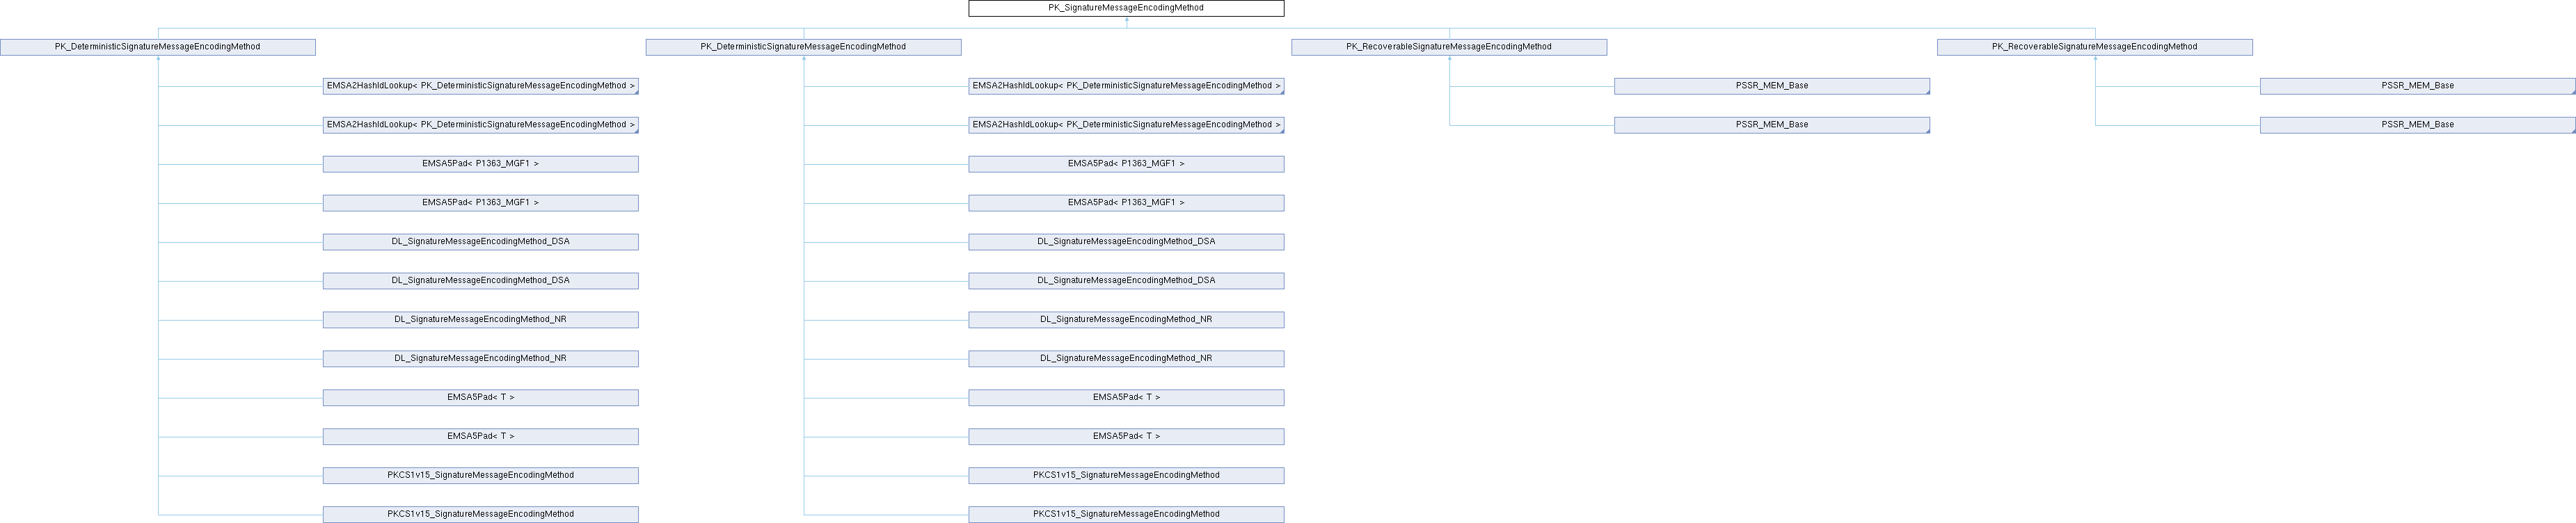 PK_SignatureMessageEncodingMethod
PK_DeterministicSignatureMessageEncodingMethod
PK_DeterministicSignatureMessageEncodingMethod
PK_RecoverableSignatureMessageEncodingMethod
PK_RecoverableSignatureMessageEncodingMethod
EMSA2HashIdLookup< PK_DeterministicSignatureMessageEncodingMethod >
EMSA2HashIdLookup< PK_DeterministicSignatureMessageEncodingMethod >
PSSR_MEM_Base
PSSR_MEM_Base
EMSA2HashIdLookup< PK_DeterministicSignatureMessageEncodingMethod >
EMSA2HashIdLookup< PK_DeterministicSignatureMessageEncodingMethod >
PSSR_MEM_Base
PSSR_MEM_Base
EMSA5Pad< P1363_MGF1 >
EMSA5Pad< P1363_MGF1 >
EMSA5Pad< P1363_MGF1 >
EMSA5Pad< P1363_MGF1 >
DL_SignatureMessageEncodingMethod_DSA
DL_SignatureMessageEncodingMethod_DSA
DL_SignatureMessageEncodingMethod_DSA
DL_SignatureMessageEncodingMethod_DSA
DL_SignatureMessageEncodingMethod_NR
DL_SignatureMessageEncodingMethod_NR
DL_SignatureMessageEncodingMethod_NR
DL_SignatureMessageEncodingMethod_NR
EMSA5Pad< T >
EMSA5Pad< T >
EMSA5Pad< T >
EMSA5Pad< T >
PKCS1v15_SignatureMessageEncodingMethod
PKCS1v15_SignatureMessageEncodingMethod
PKCS1v15_SignatureMessageEncodingMethod
PKCS1v15_SignatureMessageEncodingMethod